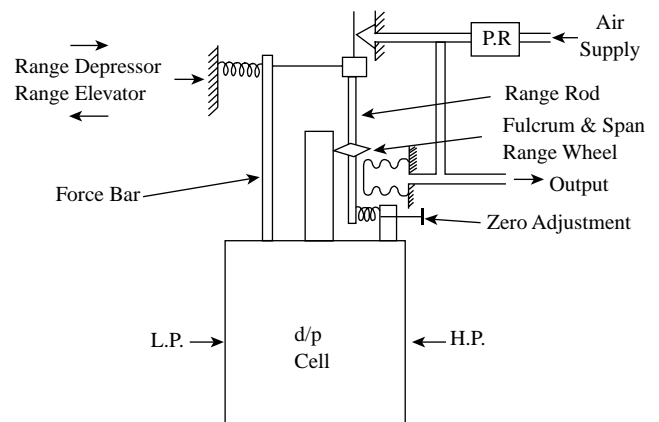 P.R
Air
Supply
Range Depressor
Range Elevator
Range Rod
Fulcrum & Span
Range Wheel
Force Bar
Output
Zero Adjustment
L.P.
d/p
Cell
H.P.